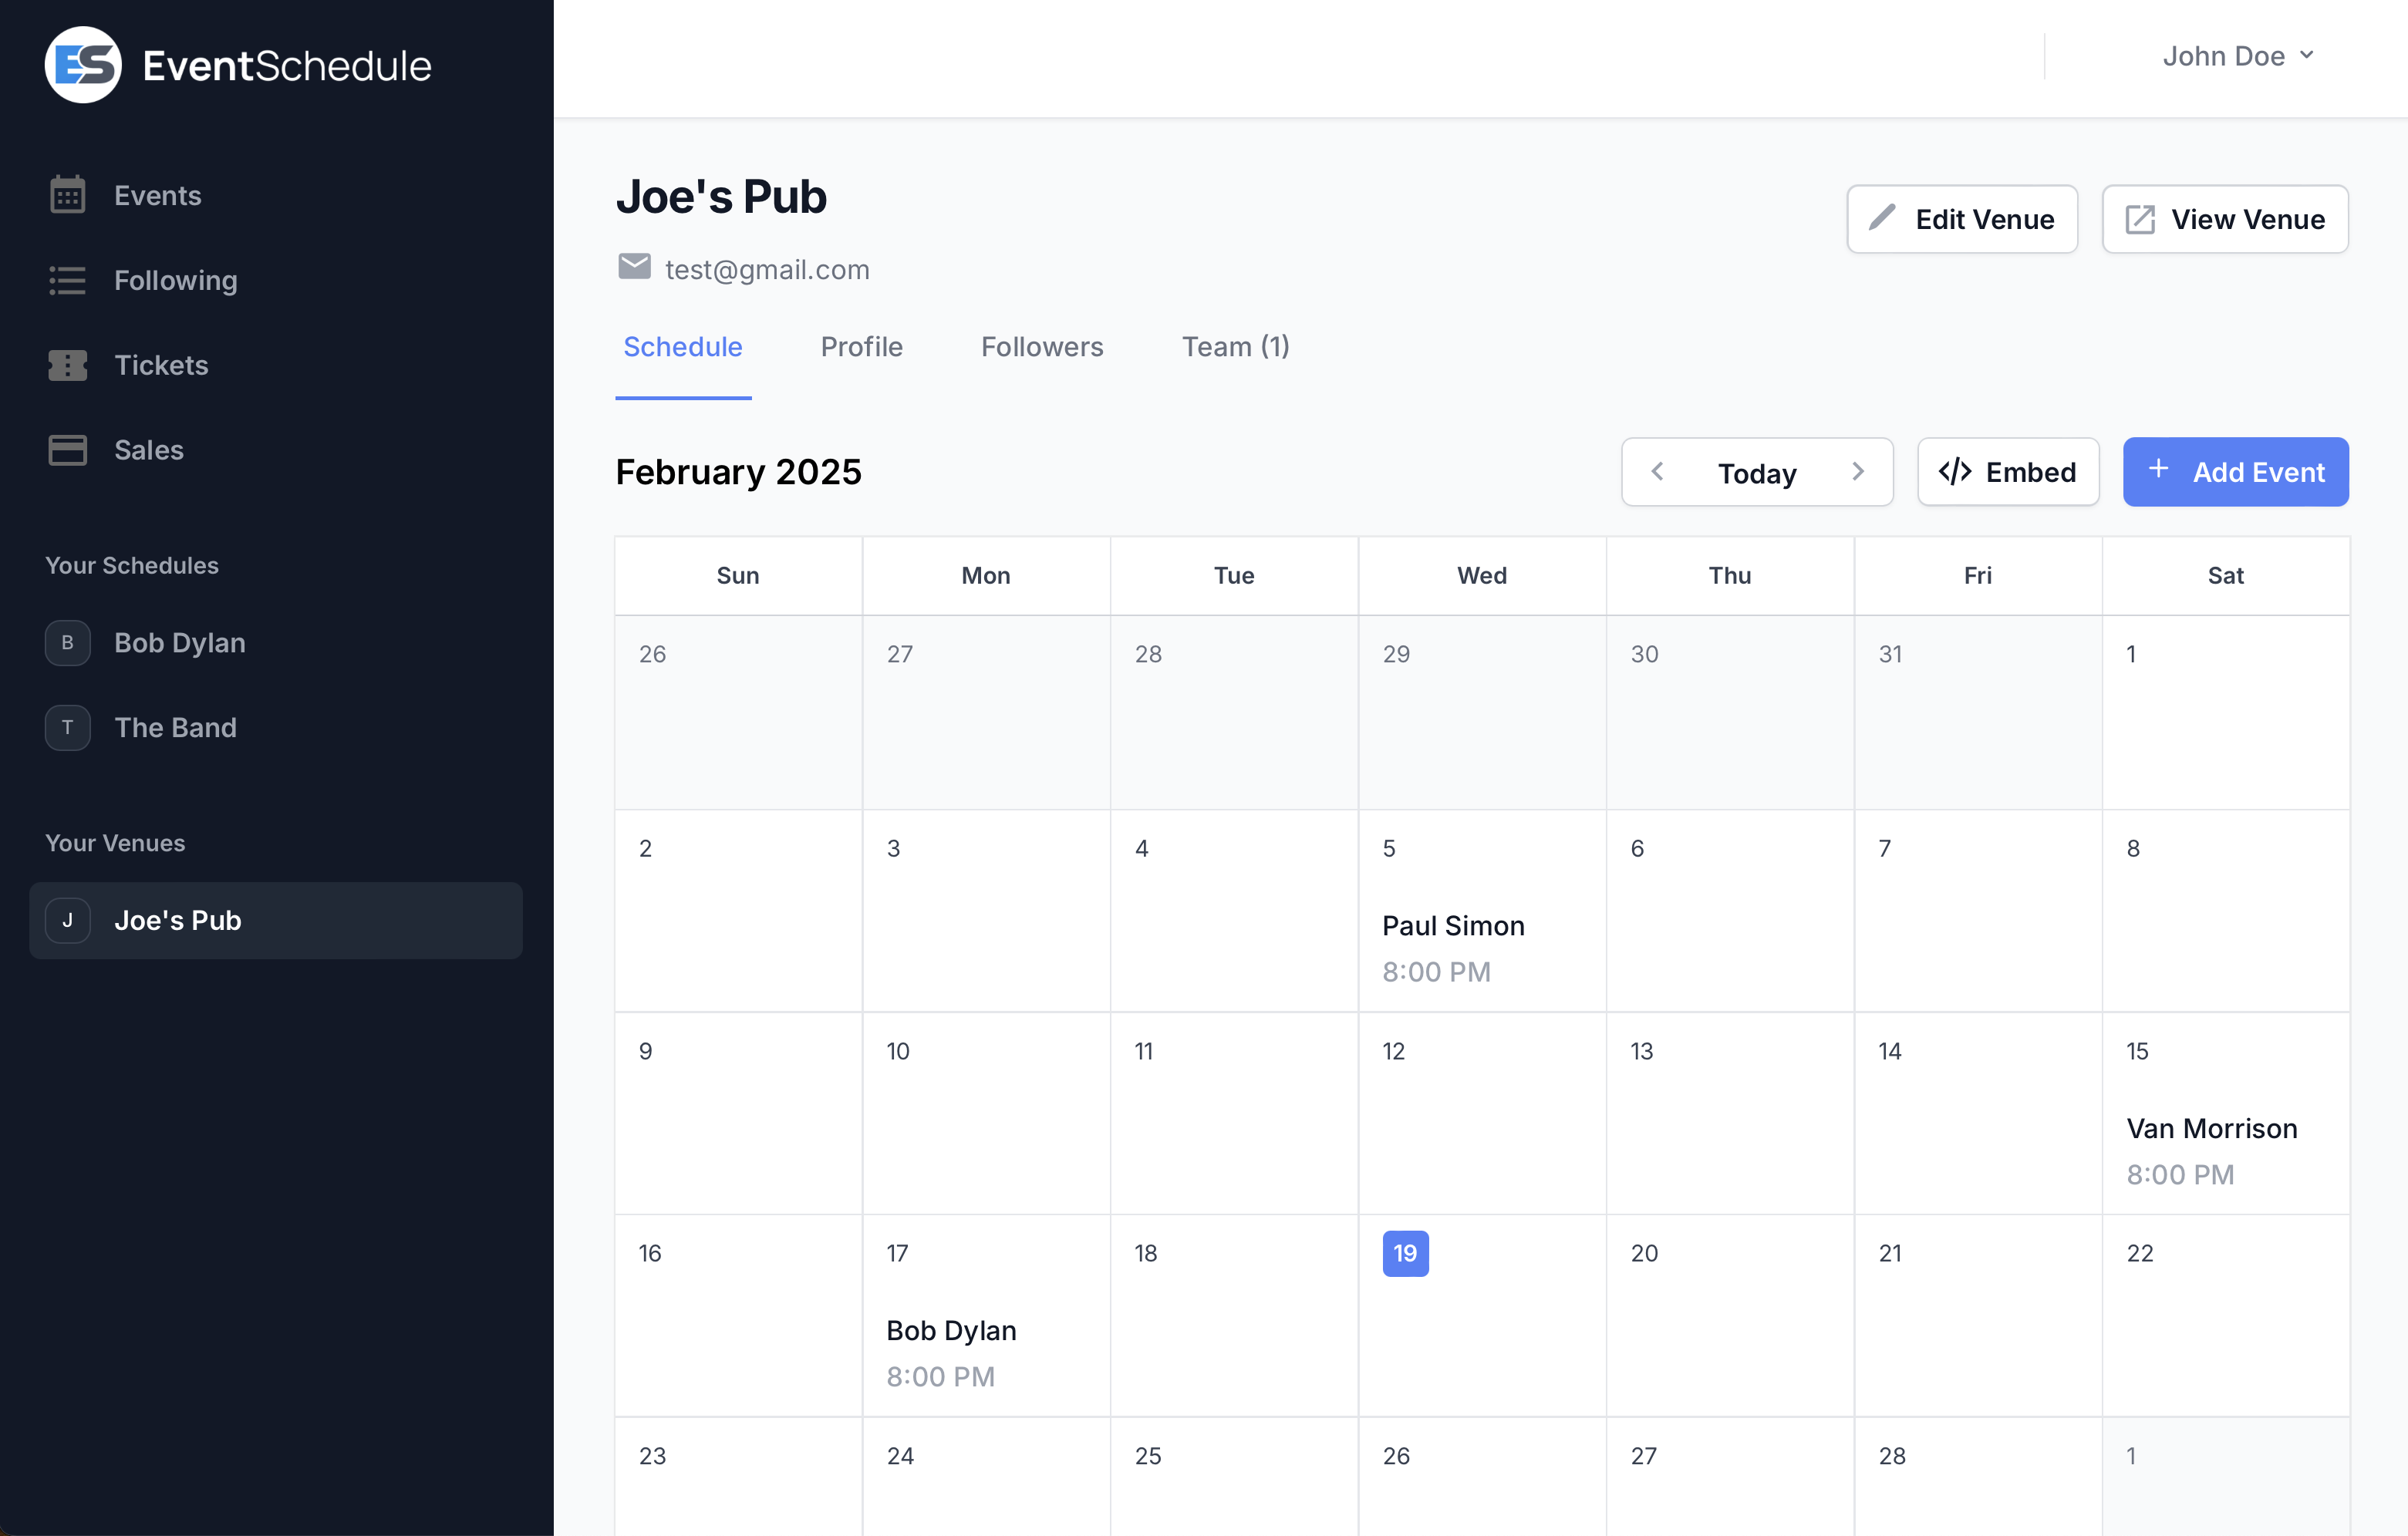 ES EventSchedule
Events
Following
Tickets
Sales
Your Schedules
B Bob Dylan
T The Band
Your Venues
J Joe's Pub
John Doe
Joe's Pub
test@gmail.com
Edit Venue
View Venue
Schedule Profile Followers Team (1)
February 2025
Today
</> Embed
+ Add Event
Sun Mon Tue Wed Thu Fri Sat
26 27 28 29 30 31 1
2 3 4 5 6 7 8
Paul Simon
8:00 PM
9 10 11 12 13 14 15
Van Morrison
8:00 PM
16 17 18 19 20 21 22
Bob Dylan
8:00 PM
23 24 25 26 27 28 1